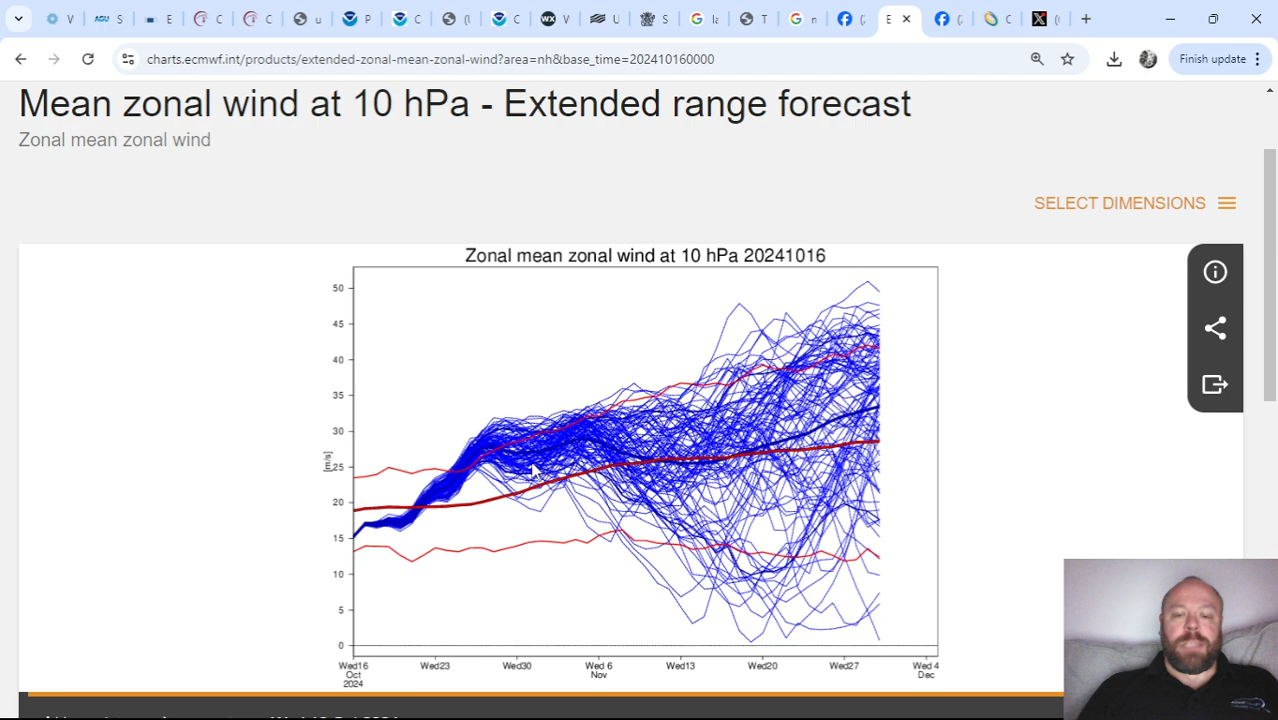 V
S
E
C
C
u
P
C
(
C
V
U
S
T
E
C
X
Finish update
charts.ecmwf.int/products/extended-zonal-mean-zonal-wind?area=nh&base_time=202410160000
Mean zonal wind at 10 hPa - Extended range forecast
Zonal mean zonal wind
SELECT DIMENSIONS
Zonal mean zonal wind at 10 hPa 20241016
50
45
40
35
30
25
20
15
10
5
0
[m/s]
Wed16 Wed23 Wed30 Wed 6 Wed13 Wed20 Wed27 Wed 4
Oct Nov Dec
2024